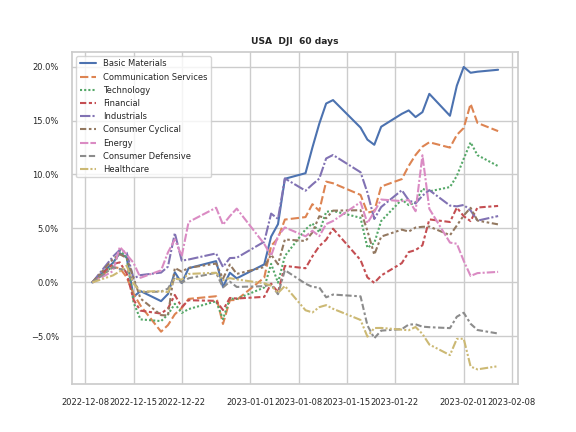 USA  DJI  60 days
Basic Materials
Communication Services
Technology
Financial
Industrials
Consumer Cyclical
Energy
Consumer Defensive
Healthcare
20.0%
15.0%
10.0%
5.0%
0.0%
−5.0%
2022-12-08 2022-12-15 2022-12-22 2023-01-01 2023-01-08 2023-01-15 2023-01-22 2023-02-01 2023-02-08